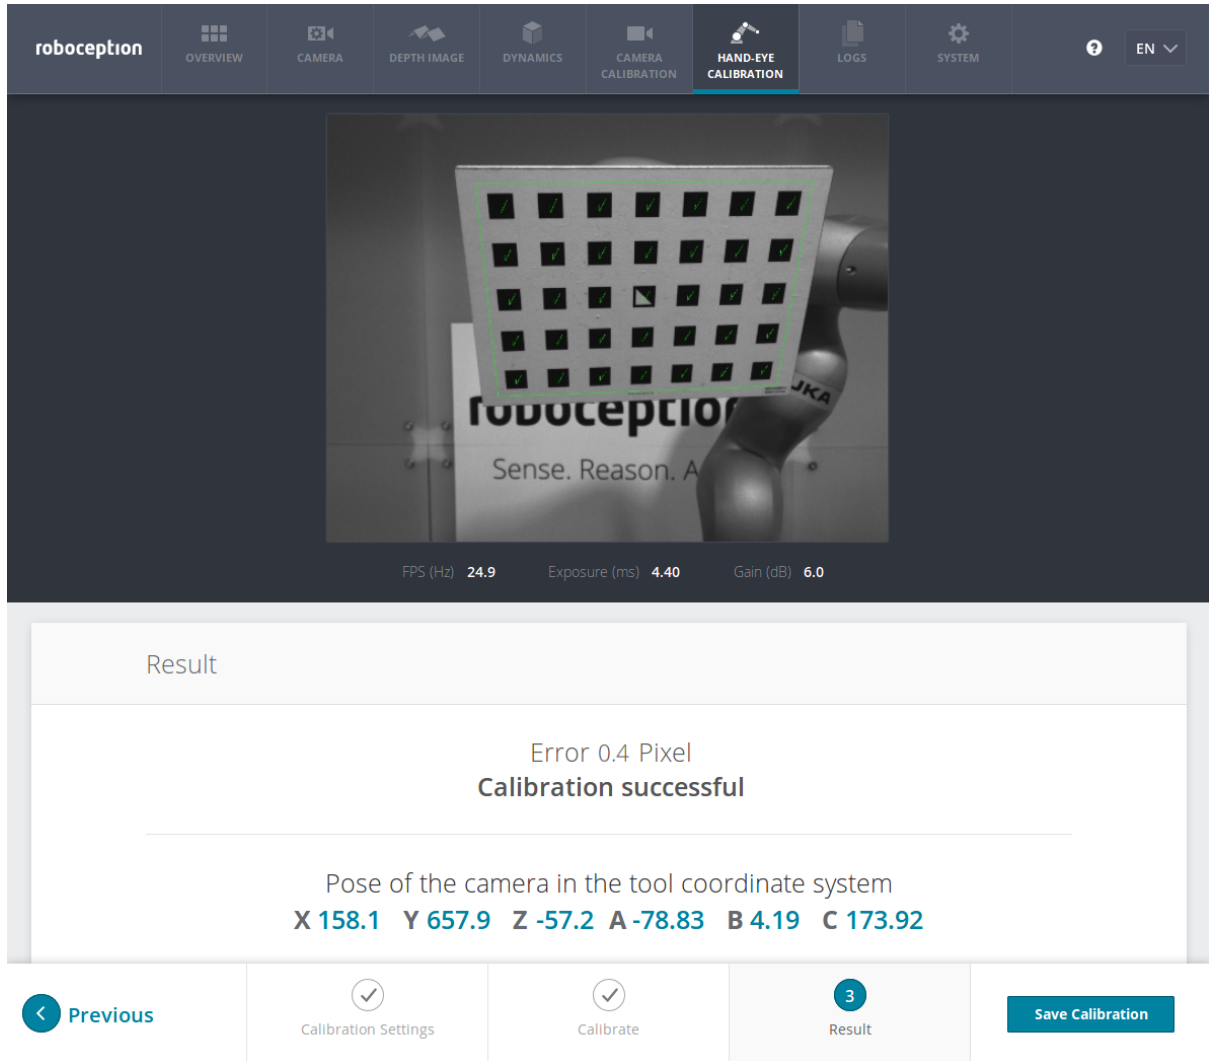 roboception
OVERVIEW
CAMERA
DEPTH IMAGE
DYNAMICS
CAMERA
CALIBRATION
HAND-EYE
CALIBRATION
LOGS
SYSTEM
?
EN
KA
roboception
Sense. Reason. A
FPS (Hz) 24.9 Exposure (ms) 4.40 Gain (dB) 6.0
Result
Error 0.4 Pixel
Calibration successful
Pose of the camera in the tool coordinate system
X 158.1 Y 657.9 Z -57.2 A -78.83 B 4.19 C 173.92
Previous
Calibration Settings
Calibrate
3
Result
Save Calibration